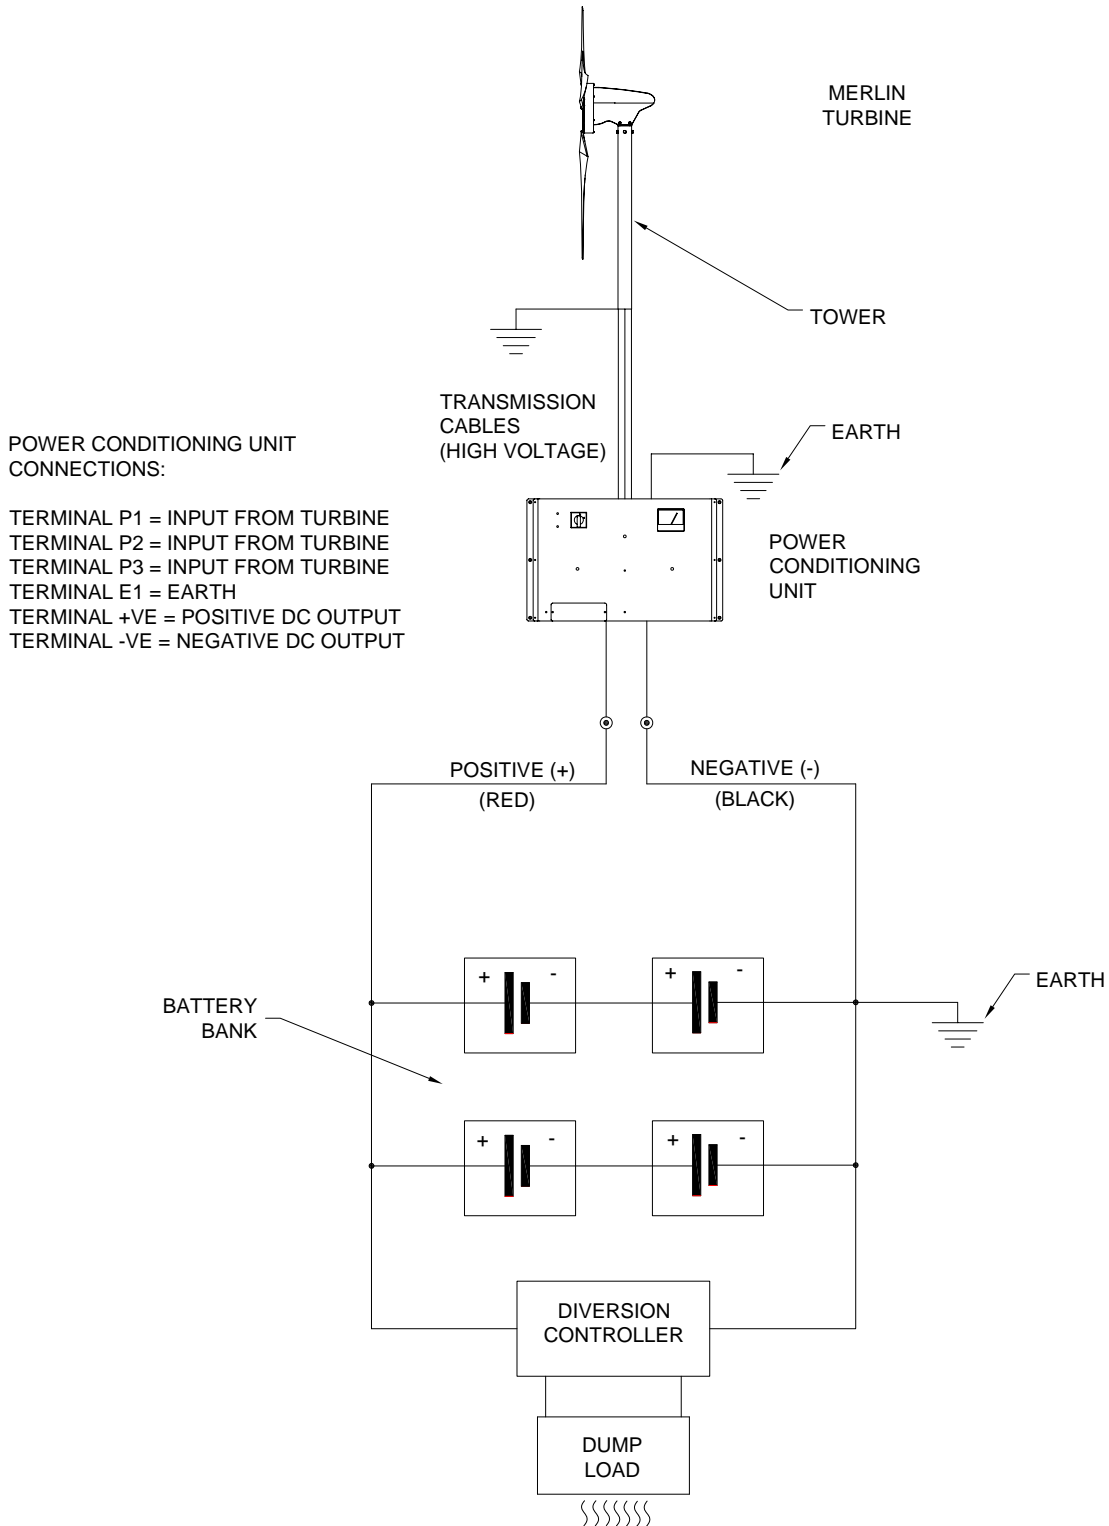 MERLIN
TURBINE
TOWER
TRANSMISSION
CABLES
(HIGH VOLTAGE)
EARTH
POWER CONDITIONING UNIT
CONNECTIONS:
TERMINAL P1 = INPUT FROM TURBINE
TERMINAL P2 = INPUT FROM TURBINE
TERMINAL P3 = INPUT FROM TURBINE
TERMINAL E1 = EARTH
TERMINAL +VE = POSITIVE DC OUTPUT
TERMINAL -VE = NEGATIVE DC OUTPUT
POWER
CONDITIONING
UNIT
POSITIVE (+)
(RED)
NEGATIVE (-)
(BLACK)
+ -
+ -
EARTH
BATTERY
BANK
+ -
+ -
DIVERSION
CONTROLLER
DUMP
LOAD